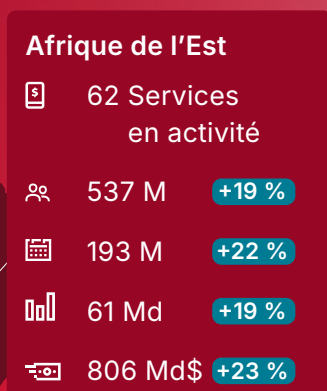 Afrique de l’Est
62 Services
en activité
537 M +19 %
193 M +22 %
61 Md +19 %
806 Md$ +23 %